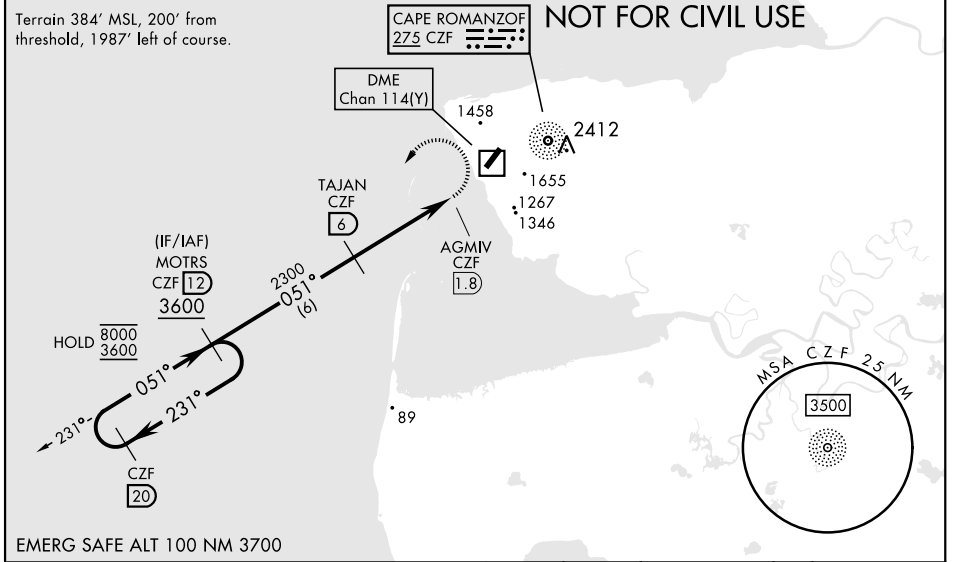 Terrain 384' MSL, 200' from
threshold, 1987' left of course.
CAPE ROMANZOF
275 CZF
NOT FOR CIVIL USE
DME
Chan 114(Y)
1458
2412
1655
1267
1346
TAJAN
CZF
6
AGMIV
CZF
1.8
(IF/IAF)
MOTRS
CZF 12
3600
2300
051°
(6)
HOLD 8000
3600
051°
231°
231°
CZF
20
89
MSA CZF 25 NM
3500
EMERG SAFE ALT 100 NM 3700